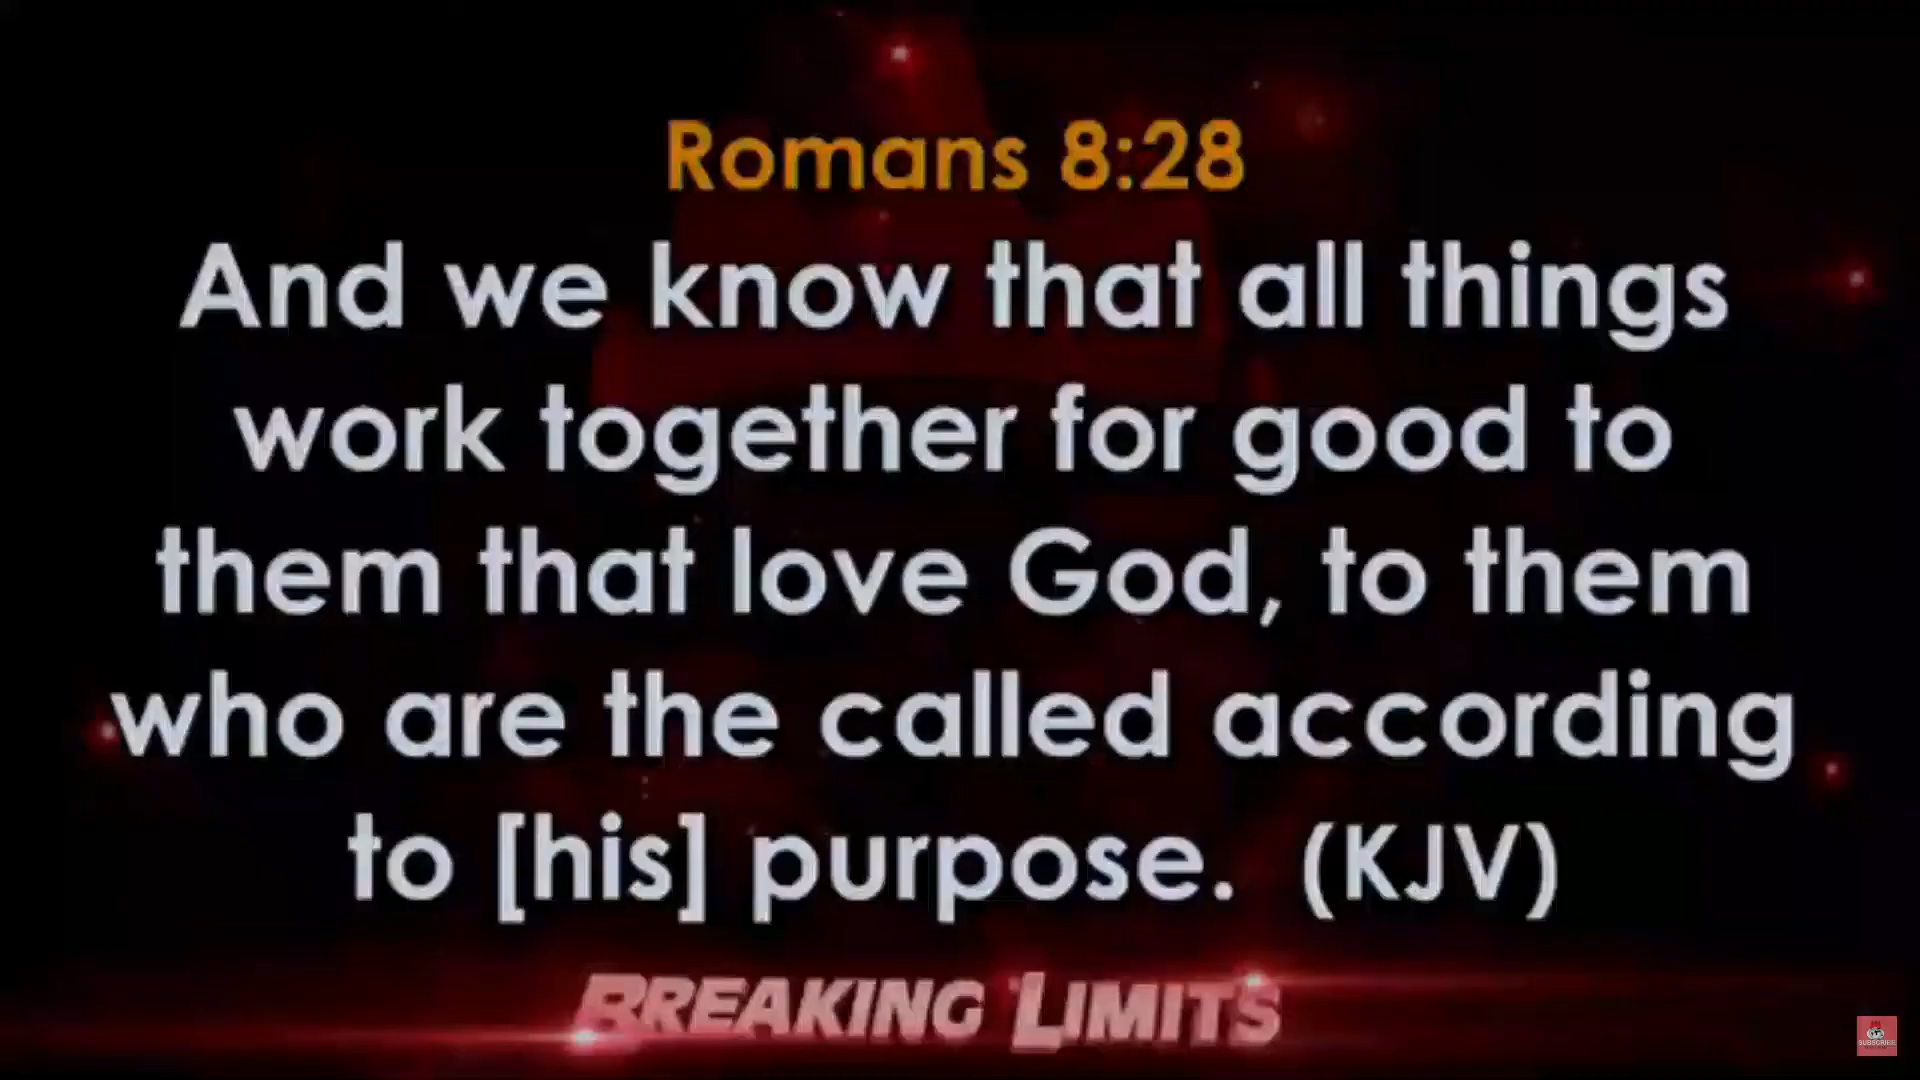 Romans 8:28
And we know that all things
work together for good to
them that love God, to them
who are the called according
to [his] purpose. (KJV)
BREAKING LIMITS
SUBSCRIBE